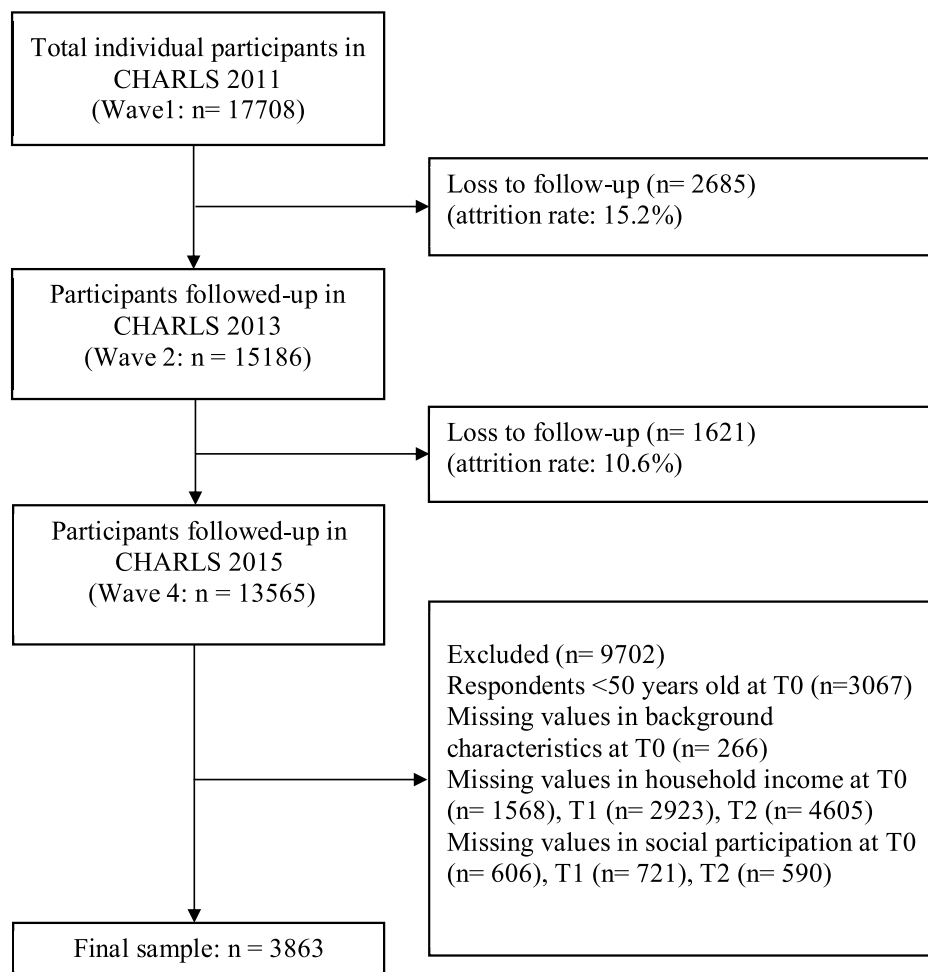 Total individual participants in
CHARLS 2011
(Wave1: n= 17708)
Loss to follow-up (n= 2685)
(attrition rate: 15.2%)
Participants followed-up in
CHARLS 2013
(Wave 2: n = 15186)
Loss to follow-up (n= 1621)
(attrition rate: 10.6%)
Participants followed-up in
CHARLS 2015
(Wave 4: n = 13565)
Excluded (n= 9702)
Respondents <50 years old at T0 (n=3067)
Missing values in background
characteristics at T0 (n= 266)
Missing values in household income at T0
(n= 1568), T1 (n= 2923), T2 (n= 4605)
Missing values in social participation at T0
(n= 606), T1 (n= 721), T2 (n= 590)
Final sample: n = 3863